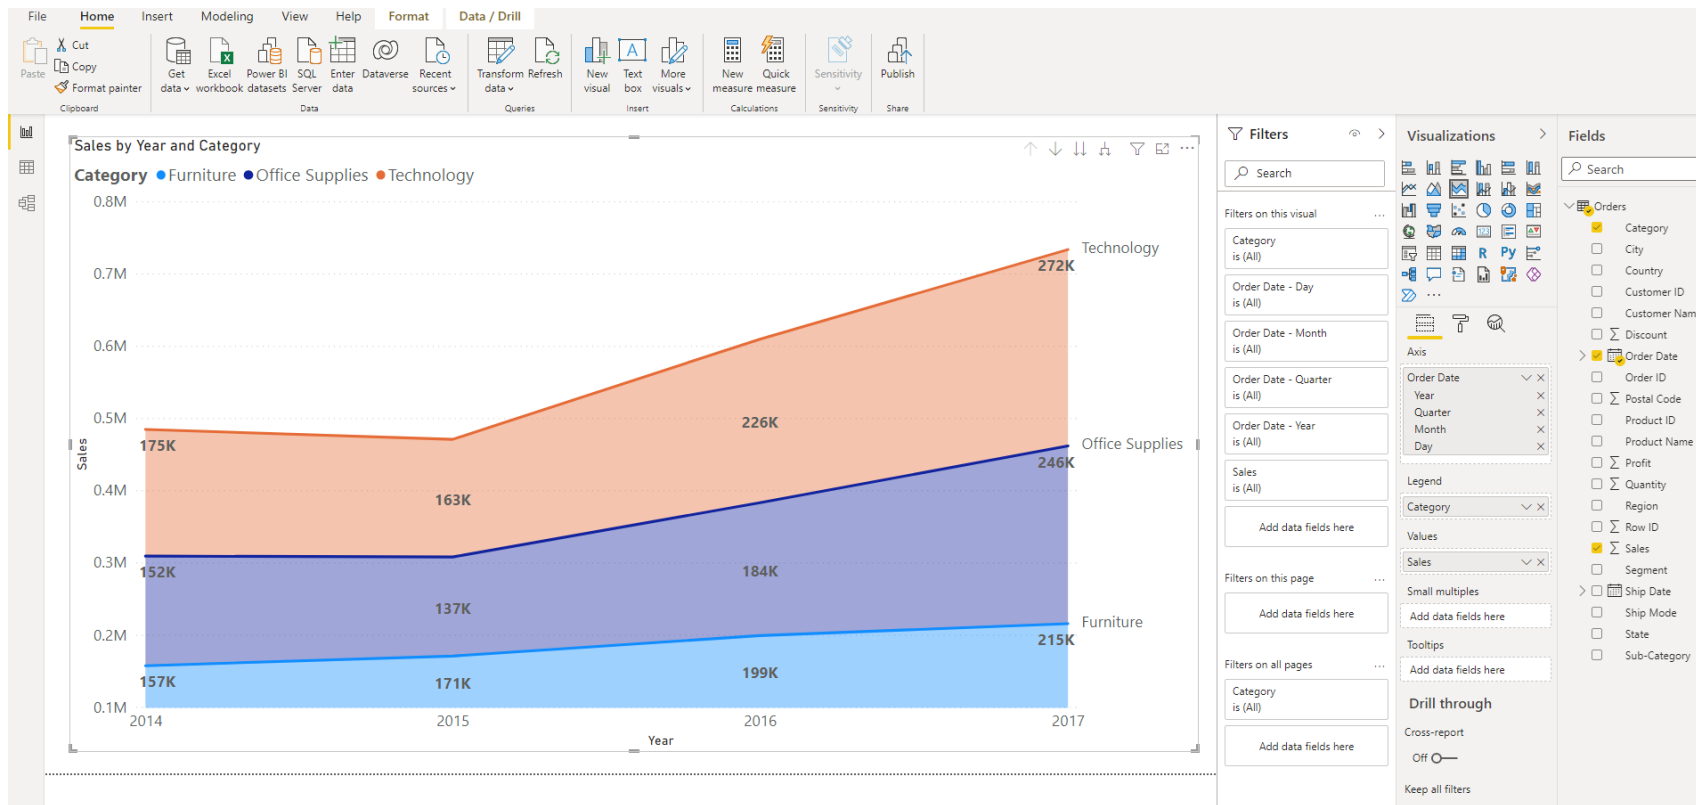 File Home Insert Modeling View Help Format Data / Drill
Paste
Cut
Copy
Format painter
Clipboard
Get data
Excel workbook
Power BI datasets
SQL Server
Enter data
Dataverse
Recent sources
Data
Transform data
Refresh
Queries
New visual
Text box
More visuals
Insert
New measure
Quick measure
Calculations
Sensitivity
Sensitivity
Publish
Share
Sales by Year and Category
Category Furniture Office Supplies Technology
0.8M
0.7M
0.6M
0.5M
0.4M
0.3M
0.2M
0.1M
Sales
Technology
272K
226K
175K
163K
Office Supplies
246K
184K
152K
137K
Furniture
215K
199K
171K
157K
2014 2015 2016 2017
Year
Filters
Search
Filters on this visual
Category
is (All)
Order Date - Day
is (All)
Order Date - Month
is (All)
Order Date - Quarter
is (All)
Order Date - Year
is (All)
Sales
is (All)
Add data fields here
Filters on this page
Add data fields here
Filters on all pages
Category
is (All)
Add data fields here
Visualizations
123
R Py
Axis
Order Date
Year
Quarter
Month
Day
Legend
Category
Values
Sales
Small multiples
Add data fields here
Tooltips
Add data fields here
Drill through
Cross-report
Off
Keep all filters
Fields
Search
Orders
Category
City
Country
Customer ID
Customer Nam
Discount
Order Date
Order ID
Postal Code
Product ID
Product Name
Profit
Quantity
Region
Row ID
Sales
Segment
Ship Date
Ship Mode
State
Sub-Category